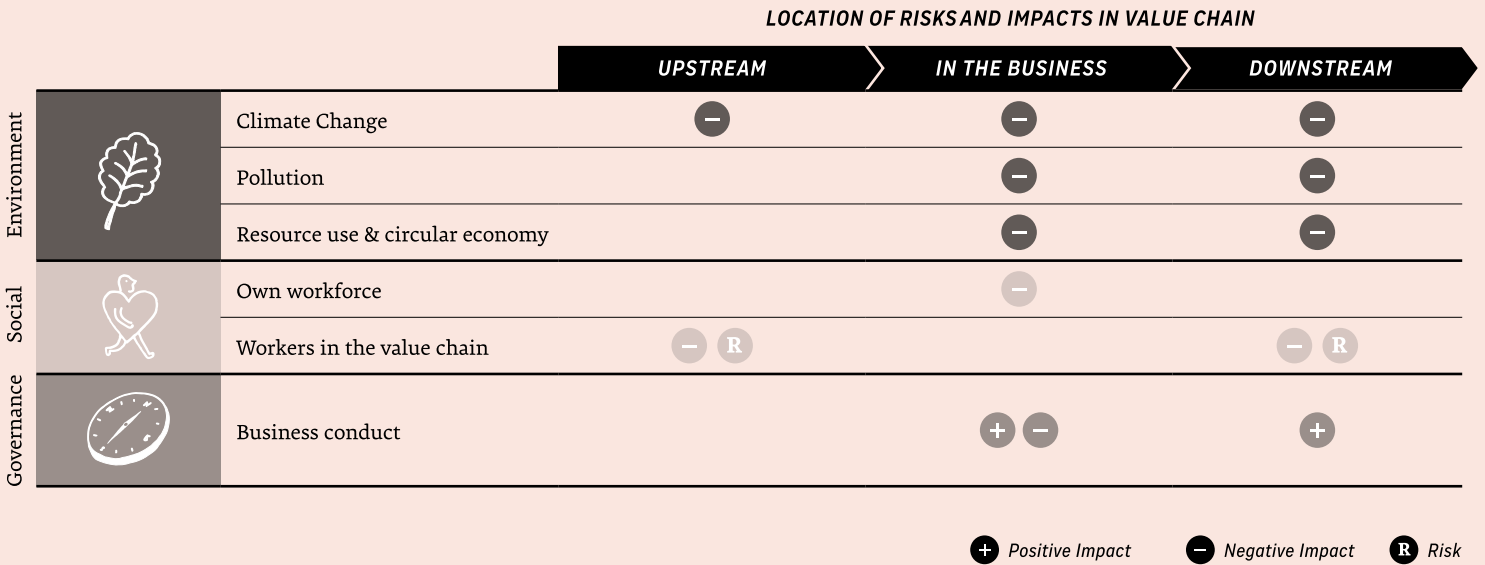 LOCATION OF RISKS AND IMPACTS IN VALUE CHAIN
UPSTREAM IN THE BUSINESS DOWNSTREAM
Environment
Climate Change − − −
Pollution − −
Resource use & circular economy − −
Social
Own workforce −
Workers in the value chain − R − R
Governance
Business conduct + − +
+ Positive Impact − Negative Impact R Risk